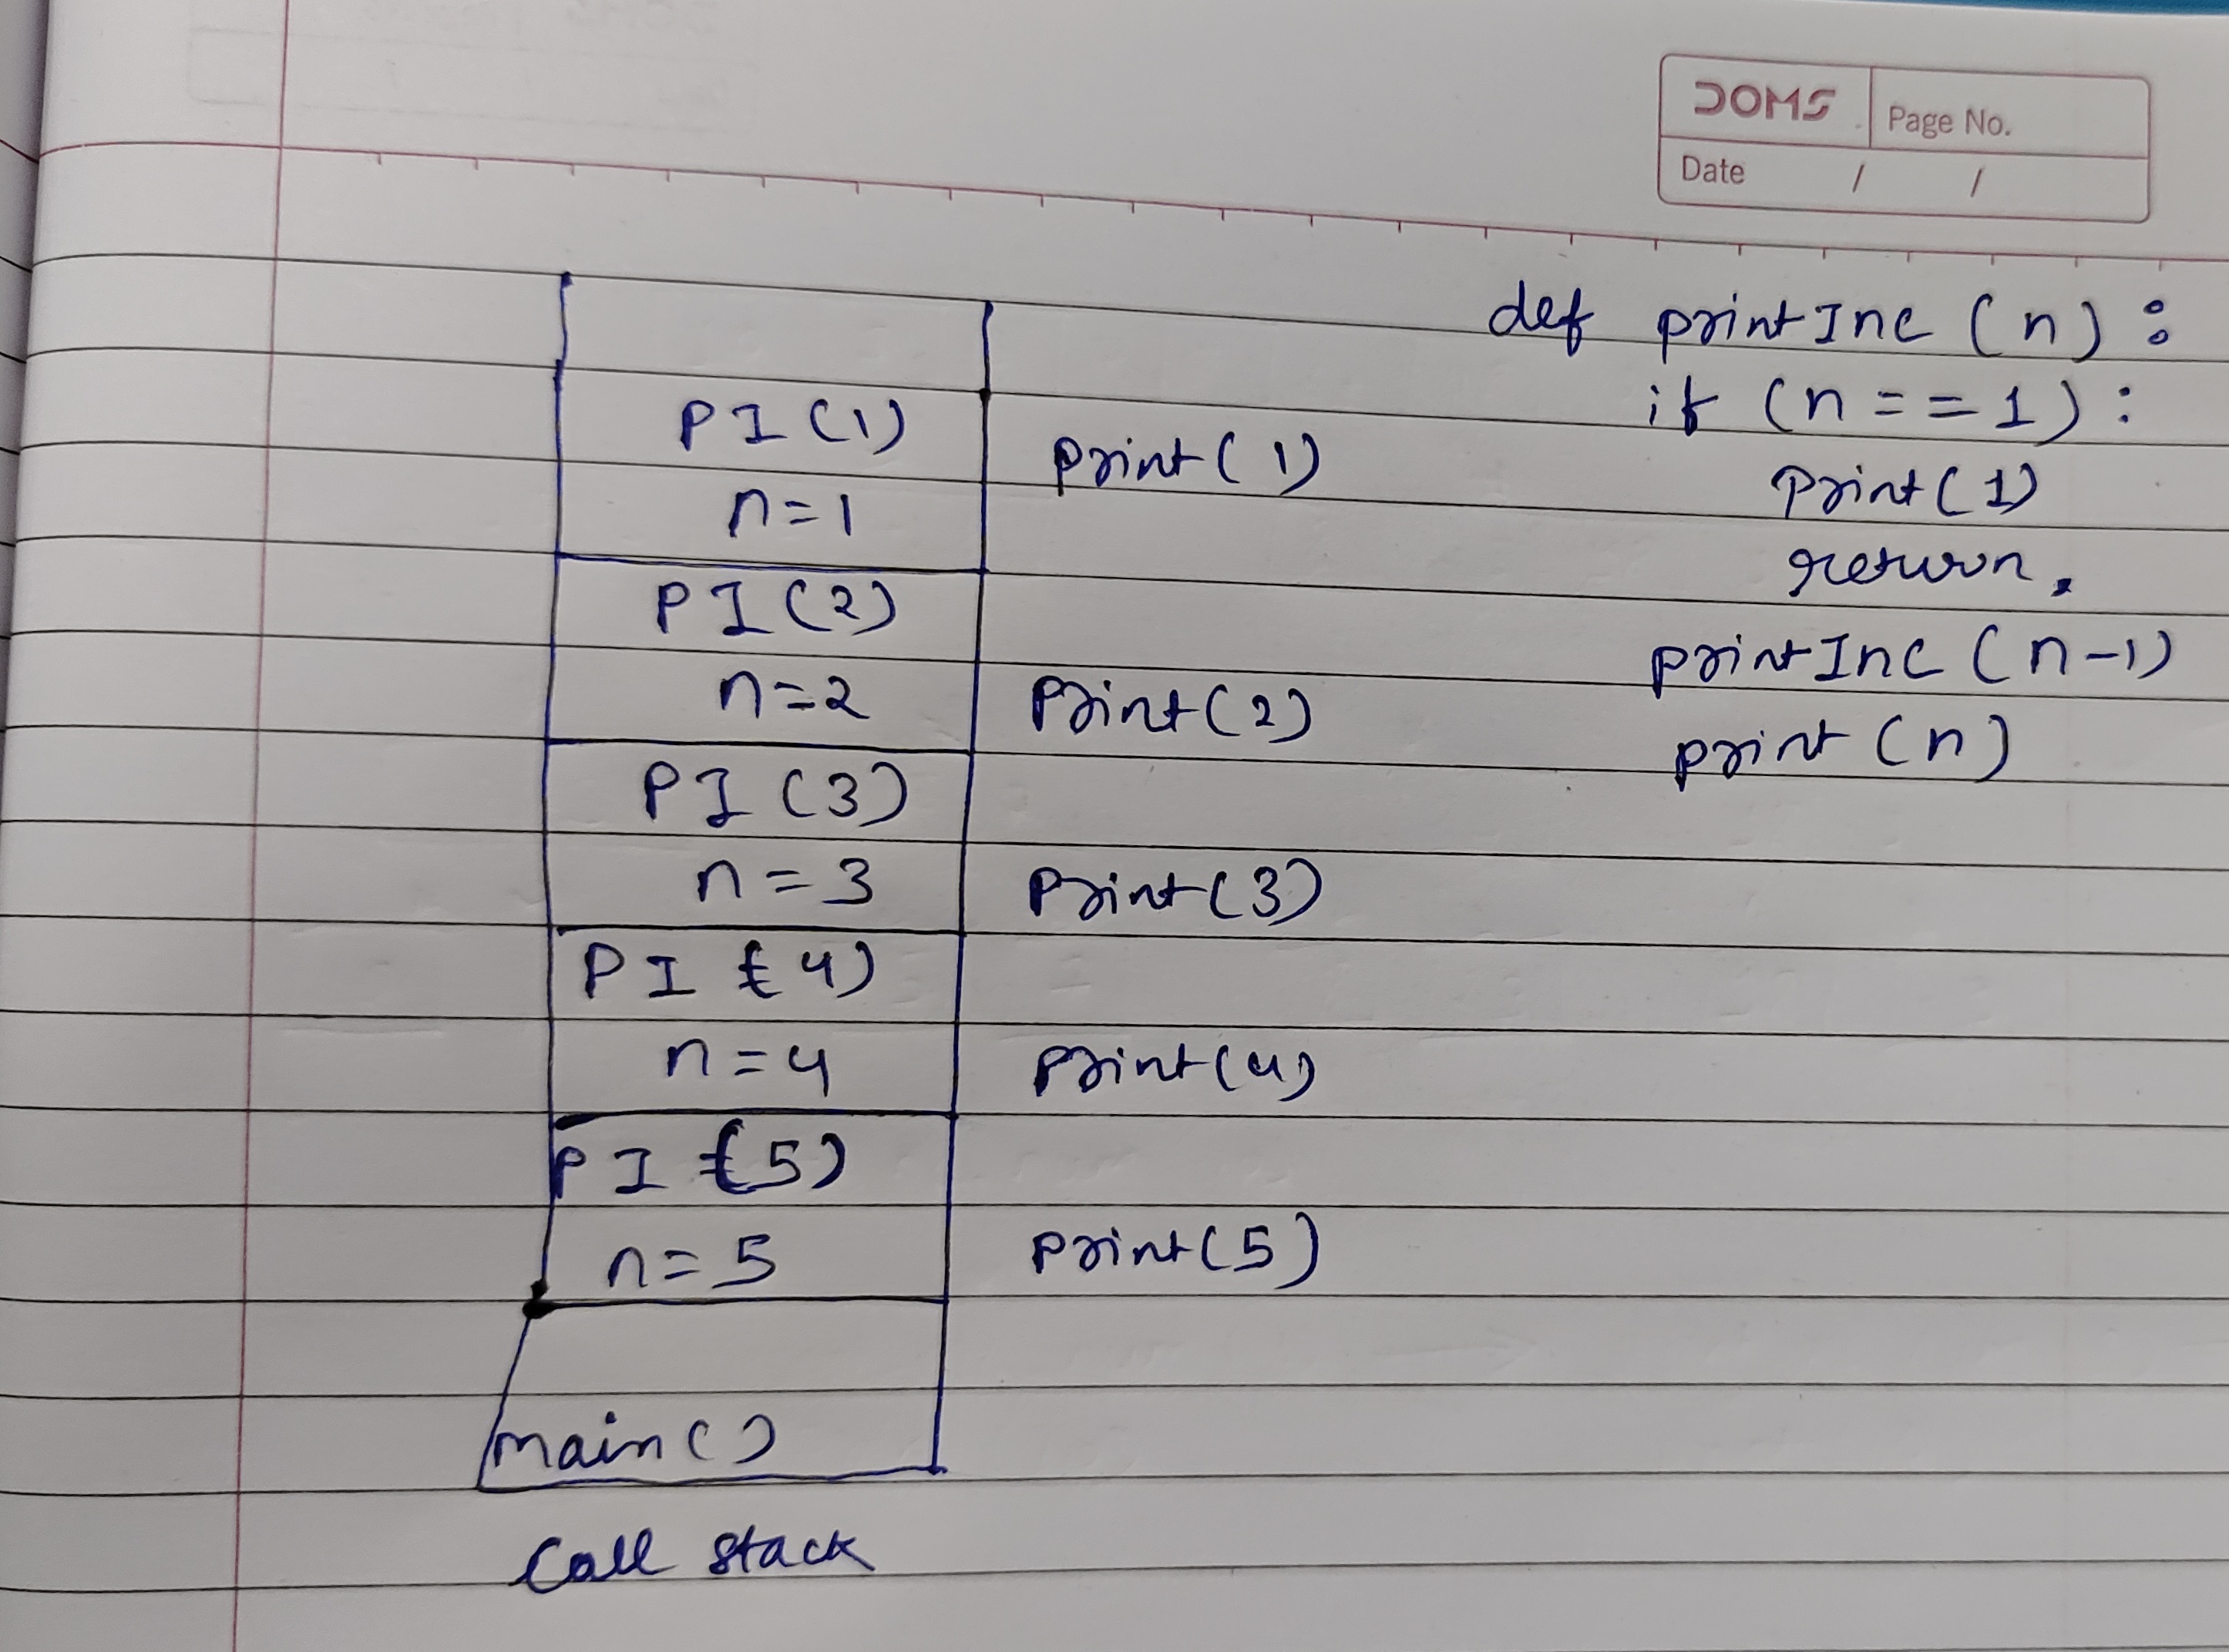 DOMS Page No.
Date / /
def printInc (n) :
if (n == 1) :
print(1)
return.
printInc (n-1)
print (n)
PI (1)
n=1 print(1)
PI (2)
n=2 print(2)
PI (3)
n=3 print(3)
PI (4)
n=4 print(4)
PI (5)
n=5 print(5)
main()
Call stack